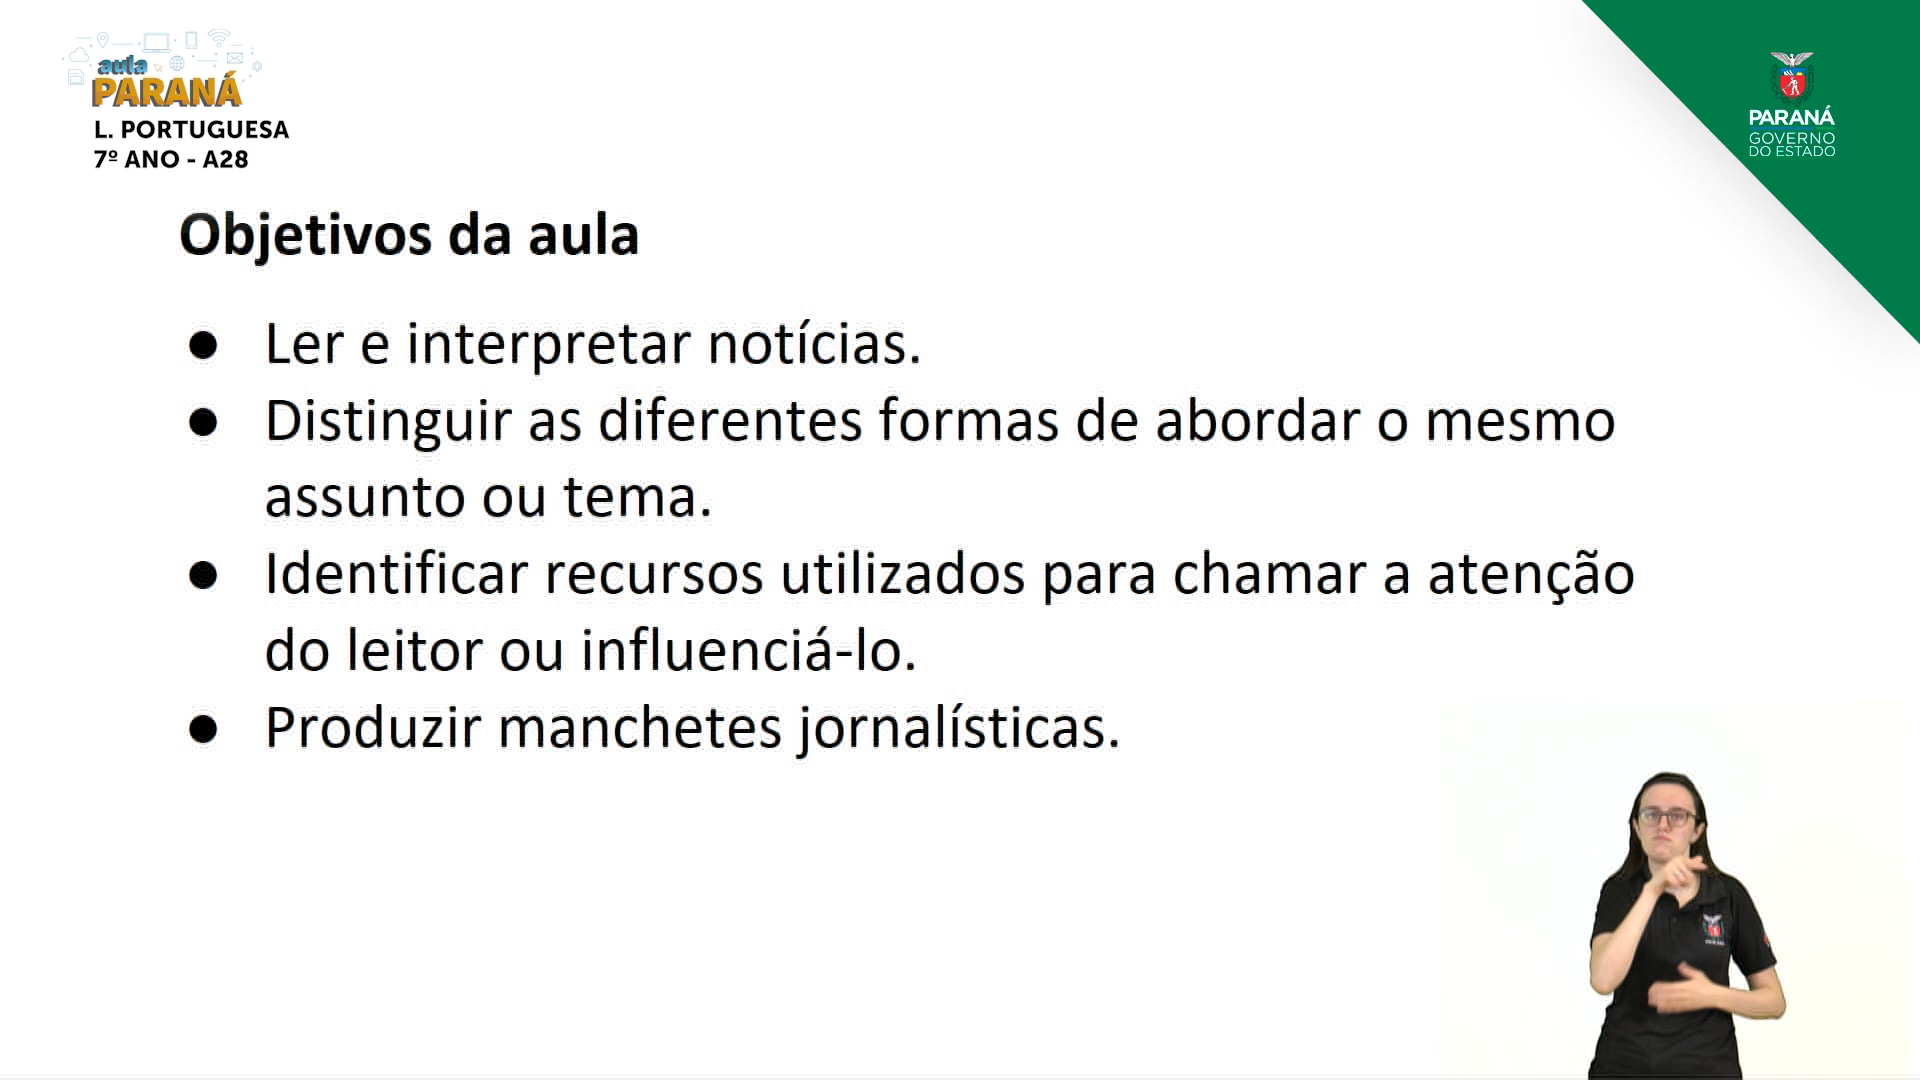 aula
PARANÁ
L. PORTUGUESA
7º ANO - A28
PARANÁ
GOVERNO
DO ESTADO
Objetivos da aula
● Ler e interpretar notícias.
● Distinguir as diferentes formas de abordar o mesmo
assunto ou tema.
● Identificar recursos utilizados para chamar a atenção
do leitor ou influenciá-lo.
● Produzir manchetes jornalísticas.